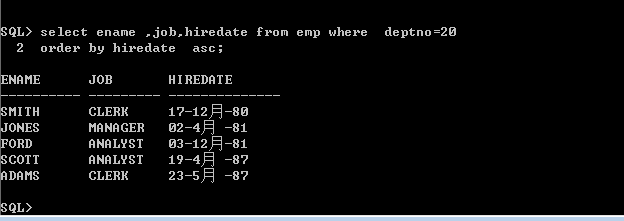 SQL> select ename ,job,hiredate from emp where  deptno=20
  2  order by hiredate  asc;
ENAME      JOB       HIREDATE
---------- --------- --------------
SMITH      CLERK     17-12月-80
JONES      MANAGER   02-4月 -81
FORD       ANALYST   03-12月-81
SCOTT      ANALYST   19-4月 -87
ADAMS      CLERK     23-5月 -87
SQL>